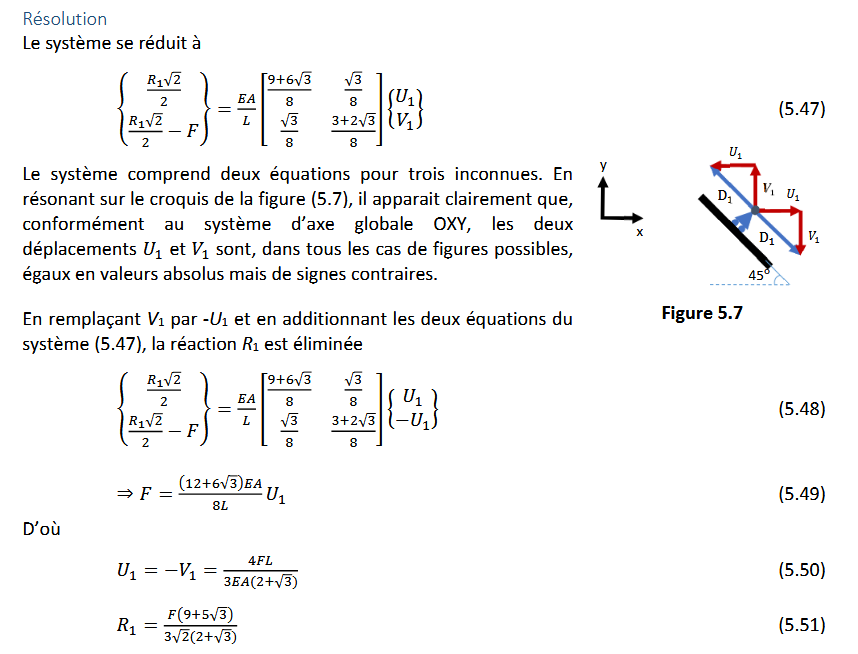 Résolution
Le système se réduit à
{R₁√2/2, R₁√2/2 − F} = EA/L [(9+6√3)/8 √3/8; √3/8 (3+2√3)/8] {U₁, V₁} (5.47)
Le système comprend deux équations pour trois inconnues. En
résonant sur le croquis de la figure (5.7), il apparait clairement que,
conformément au système d’axe globale OXY, les deux
déplacements U₁ et V₁ sont, dans tous les cas de figures possibles,
égaux en valeurs absolus mais de signes contraires.
y
x
U₁
D₁
V₁
U₁
D₁
V₁
45°
Figure 5.7
En remplaçant V₁ par -U₁ et en additionnant les deux équations du
système (5.47), la réaction R₁ est éliminée
{R₁√2/2, R₁√2/2 − F} = EA/L [(9+6√3)/8 √3/8; √3/8 (3+2√3)/8] {U₁, −U₁} (5.48)
⇒ F = (12+6√3)EA/8L U₁ (5.49)
D’où
U₁ = −V₁ = 4FL/3EA(2+√3) (5.50)
R₁ = F(9+5√3)/3√2(2+√3) (5.51)